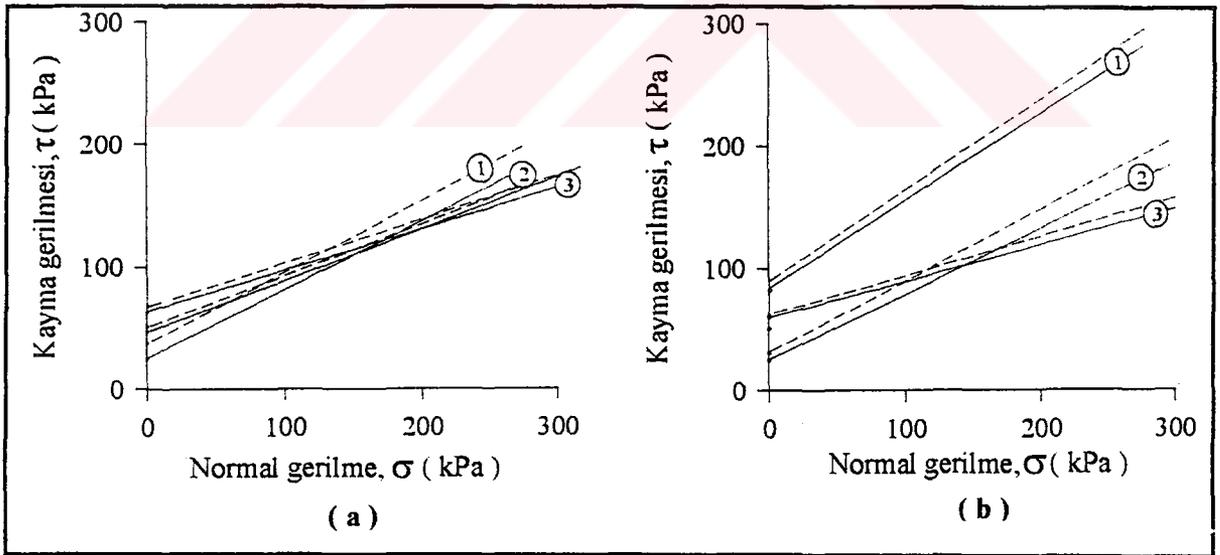 300
200
100
0
Kayma gerilmesi, τ ( kPa )
1
2
3
0 100 200 300
Normal gerilme, σ ( kPa )
( a )
300
200
100
0
Kayma gerilmesi, τ ( kPa )
1
2
3
0 100 200 300
Normal gerilme, σ ( kPa )
( b )